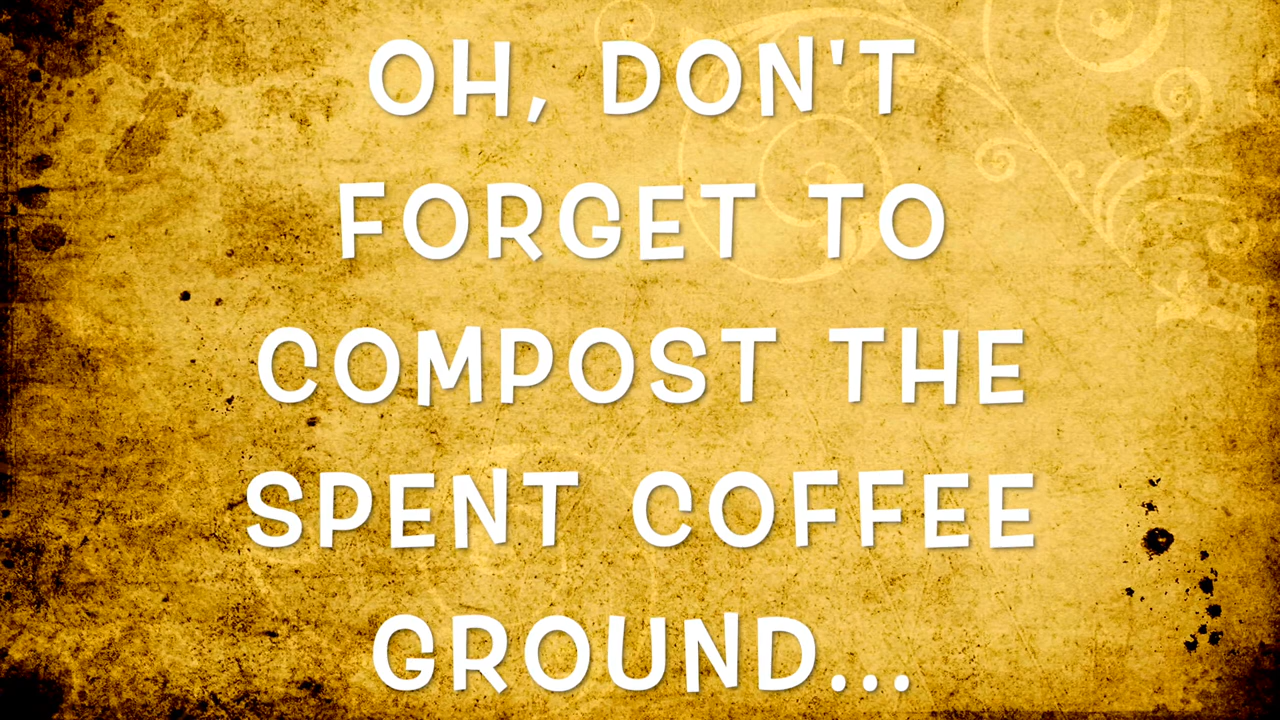 OH, DON'T
FORGET TO
COMPOST THE
SPENT COFFEE
GROUND...